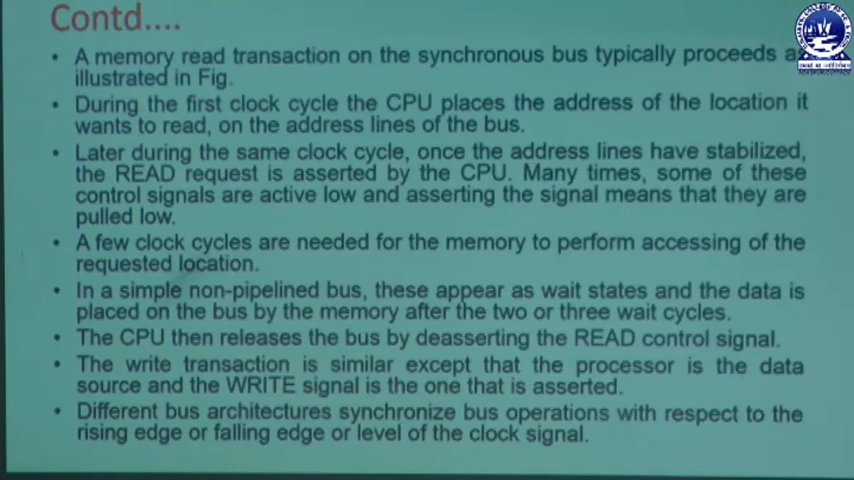 Contd....
• A memory read transaction on the synchronous bus typically proceeds as
illustrated in Fig.
• During the first clock cycle the CPU places the address of the location it
wants to read, on the address lines of the bus.
• Later during the same clock cycle, once the address lines have stabilized,
the READ request is asserted by the CPU. Many times, some of these
control signals are active low and asserting the signal means that they are
pulled low.
• A few clock cycles are needed for the memory to perform accessing of the
requested location.
• In a simple non-pipelined bus, these appear as wait states and the data is
placed on the bus by the memory after the two or three wait cycles.
• The CPU then releases the bus by deasserting the READ control signal.
• The write transaction is similar except that the processor is the data
source and the WRITE signal is the one that is asserted.
• Different bus architectures synchronize bus operations with respect to the
rising edge or falling edge or level of the clock signal.